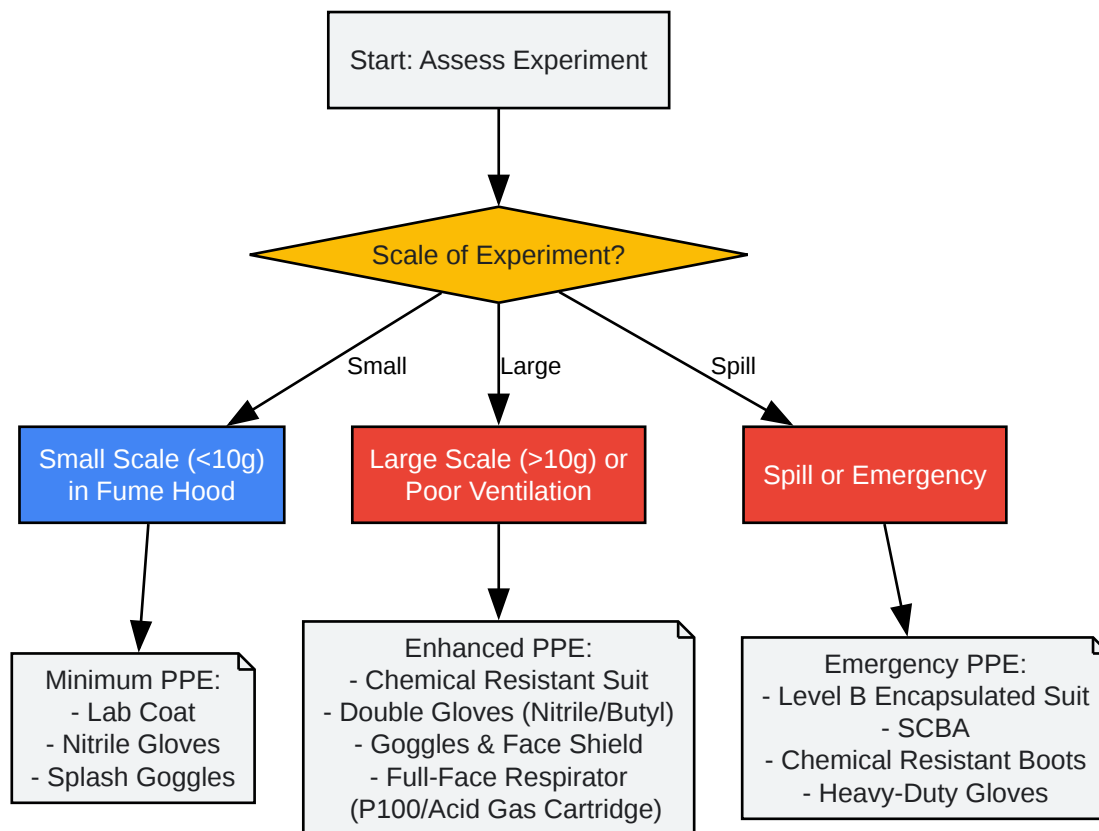 Start: Assess Experiment
Scale of Experiment?
Small
Large
Spill
Small Scale (<10g)
in Fume Hood
Large Scale (>10g) or
Poor Ventilation
Spill or Emergency
Minimum PPE:
- Lab Coat
- Nitrile Gloves
- Splash Goggles
Enhanced PPE:
- Chemical Resistant Suit
- Double Gloves (Nitrile/Butyl)
- Goggles & Face Shield
- Full-Face Respirator
(P100/Acid Gas Cartridge)
Emergency PPE:
- Level B Encapsulated Suit
- SCBA
- Chemical Resistant Boots
- Heavy-Duty Gloves